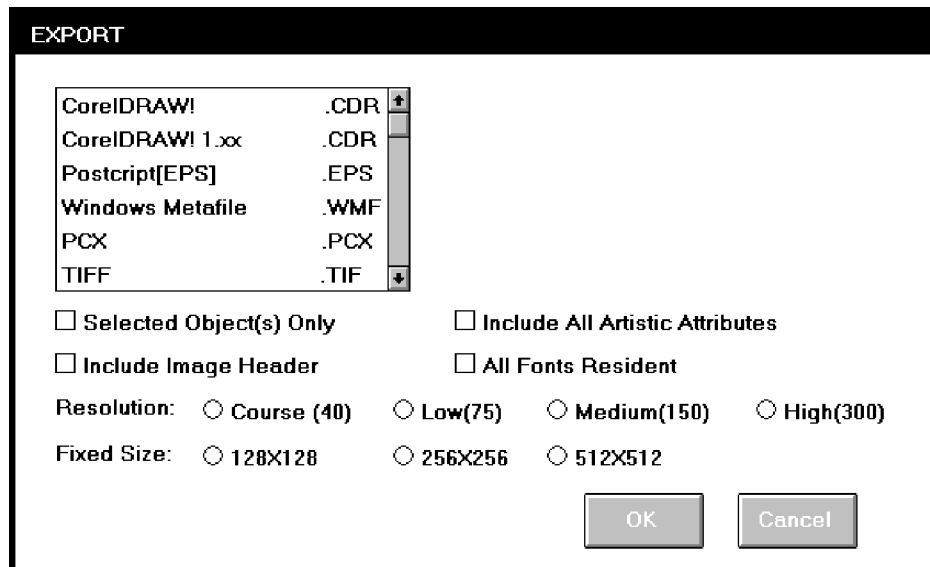 EXPORT
CorelDRAW! .CDR
CorelDRAW! 1.xx .CDR
Postcript[EPS] .EPS
Windows Metafile .WMF
PCX .PCX
TIFF .TIF
Selected Object(s) Only Include All Artistic Attributes
Include Image Header All Fonts Resident
Resolution: Course (40) Low(75) Medium(150) High(300)
Fixed Size: 128X128 256X256 512X512
OK Cancel